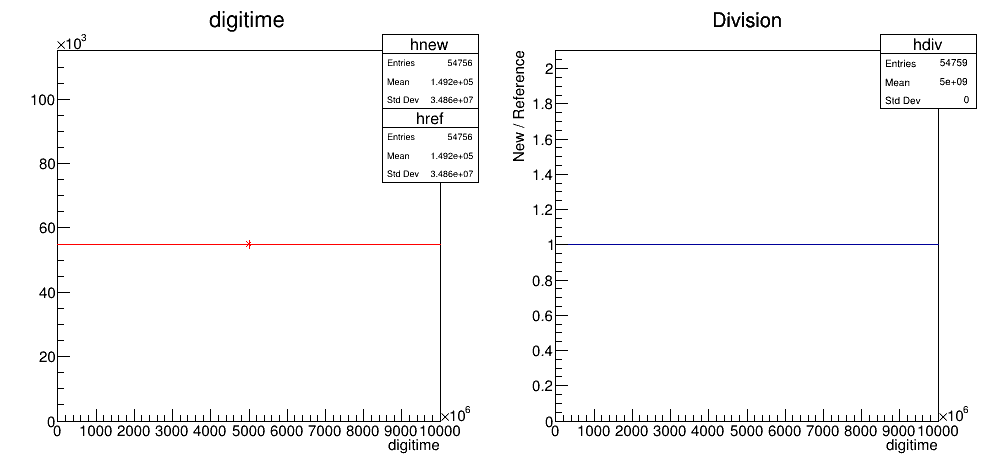 digitime
×10³
hnew
Entries 54756
Mean 1.492e+05
Std Dev 3.486e+07
href
Entries 54756
Mean 1.492e+05
Std Dev 3.486e+07
100
80
60
40
20
0
0 1000 2000 3000 4000 5000 6000 7000 8000 9000 10000
×10⁶
digitime
Division
hdiv
Entries 54759
Mean 5e+09
Std Dev 0
New / Reference
2
1.8
1.6
1.4
1.2
1
0.8
0.6
0.4
0.2
0
0 1000 2000 3000 4000 5000 6000 7000 8000 9000 10000
×10⁶
digitime